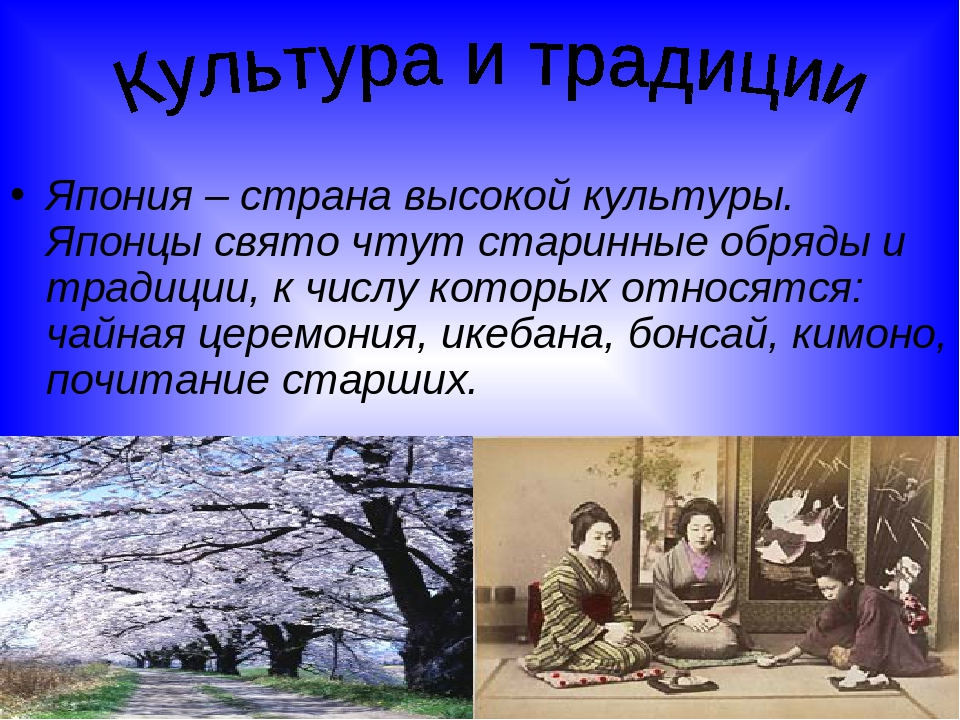 Культура и традиции
• Япония – страна высокой культуры.
Японцы свято чтут старинные обряды и
традиции, к числу которых относятся:
чайная церемония, икебана, бонсай, кимоно,
почитание старших.